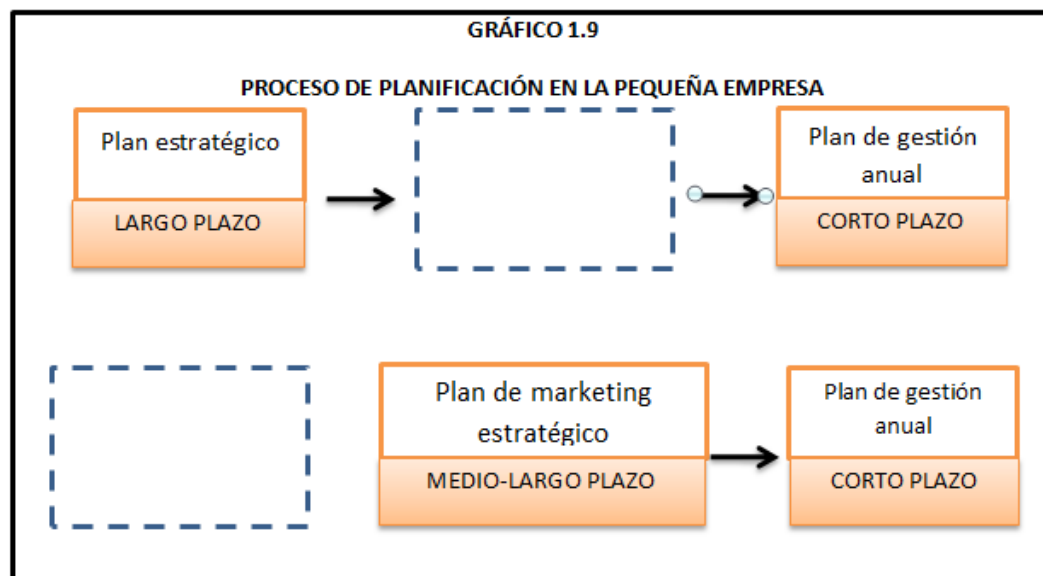 GRÁFICO 1.9
PROCESO DE PLANIFICACIÓN EN LA PEQUEÑA EMPRESA
Plan estratégico
LARGO PLAZO
Plan de gestión
anual
CORTO PLAZO
Plan de marketing
estratégico
MEDIO-LARGO PLAZO
Plan de gestión
anual
CORTO PLAZO